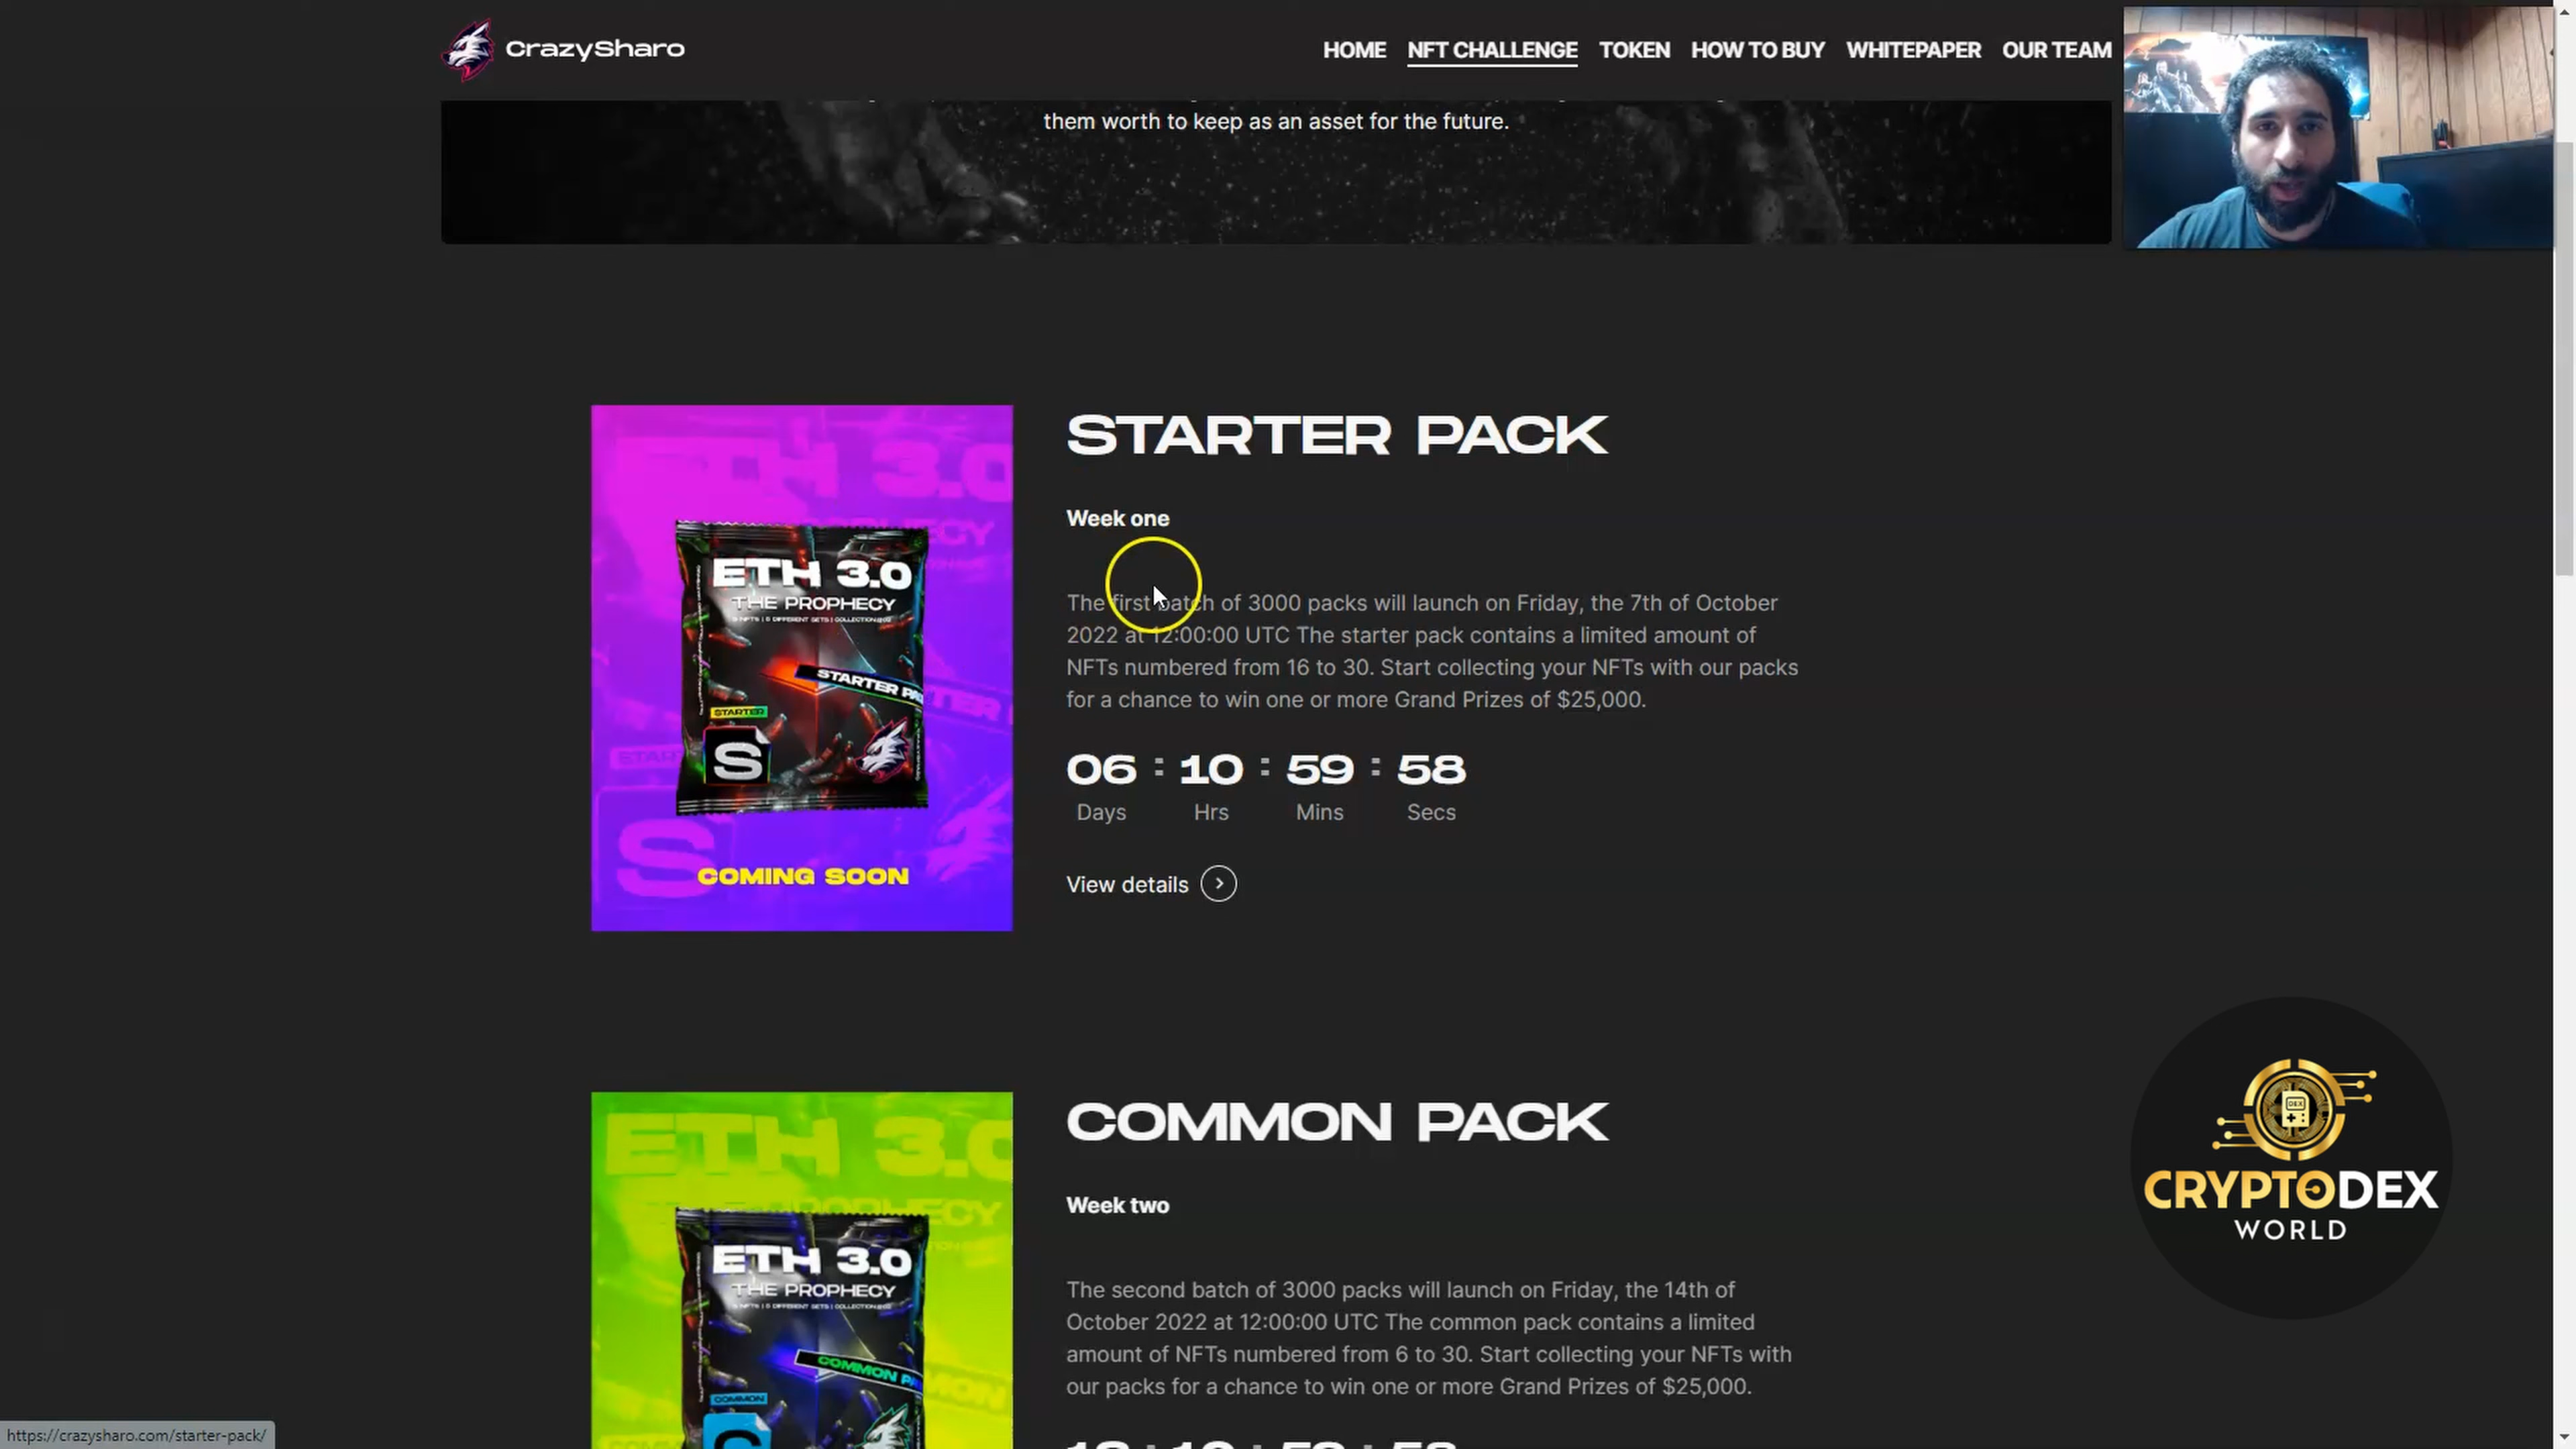 CrazySharo
HOME NFT CHALLENGE TOKEN HOW TO BUY WHITEPAPER OUR TEAM
them worth to keep as an asset for the future.
ETH 3.0
THE PROPHECY
STARTER
S
COMING SOON
STARTER PACK
Week one
The first batch of 3000 packs will launch on Friday, the 7th of October
2022 at 12:00:00 UTC The starter pack contains a limited amount of
NFTs numbered from 16 to 30. Start collecting your NFTs with our packs
for a chance to win one or more Grand Prizes of $25,000.
06 : 10 : 59 : 58
Days Hrs Mins Secs
View details
ETH 3.0
THE PROPHECY
COMMON
COMMON PACK
Week two
The second batch of 3000 packs will launch on Friday, the 14th of
October 2022 at 12:00:00 UTC The common pack contains a limited
amount of NFTs numbered from 6 to 30. Start collecting your NFTs with
our packs for a chance to win one or more Grand Prizes of $25,000.
DEX
CRYPTODEX
WORLD
https://crazysharo.com/starter-pack/